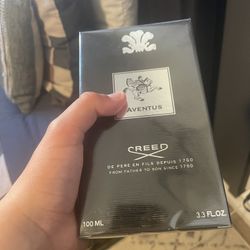 AVENTUS
CREED
DE PERE EN FILS DEPUIS 1760
FROM FATHER TO SON SINCE 1760
100 ML 3.3 FL.OZ